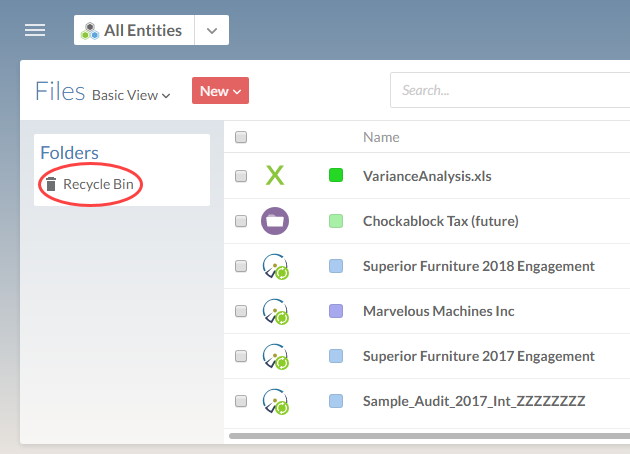 All Entities
Files Basic View New Search...
Folders
Recycle Bin
Name
VarianceAnalysis.xls
Chockablock Tax (future)
Superior Furniture 2018 Engagement
Marvelous Machines Inc
Superior Furniture 2017 Engagement
Sample_Audit_2017_Int_ZZZZZZZZ